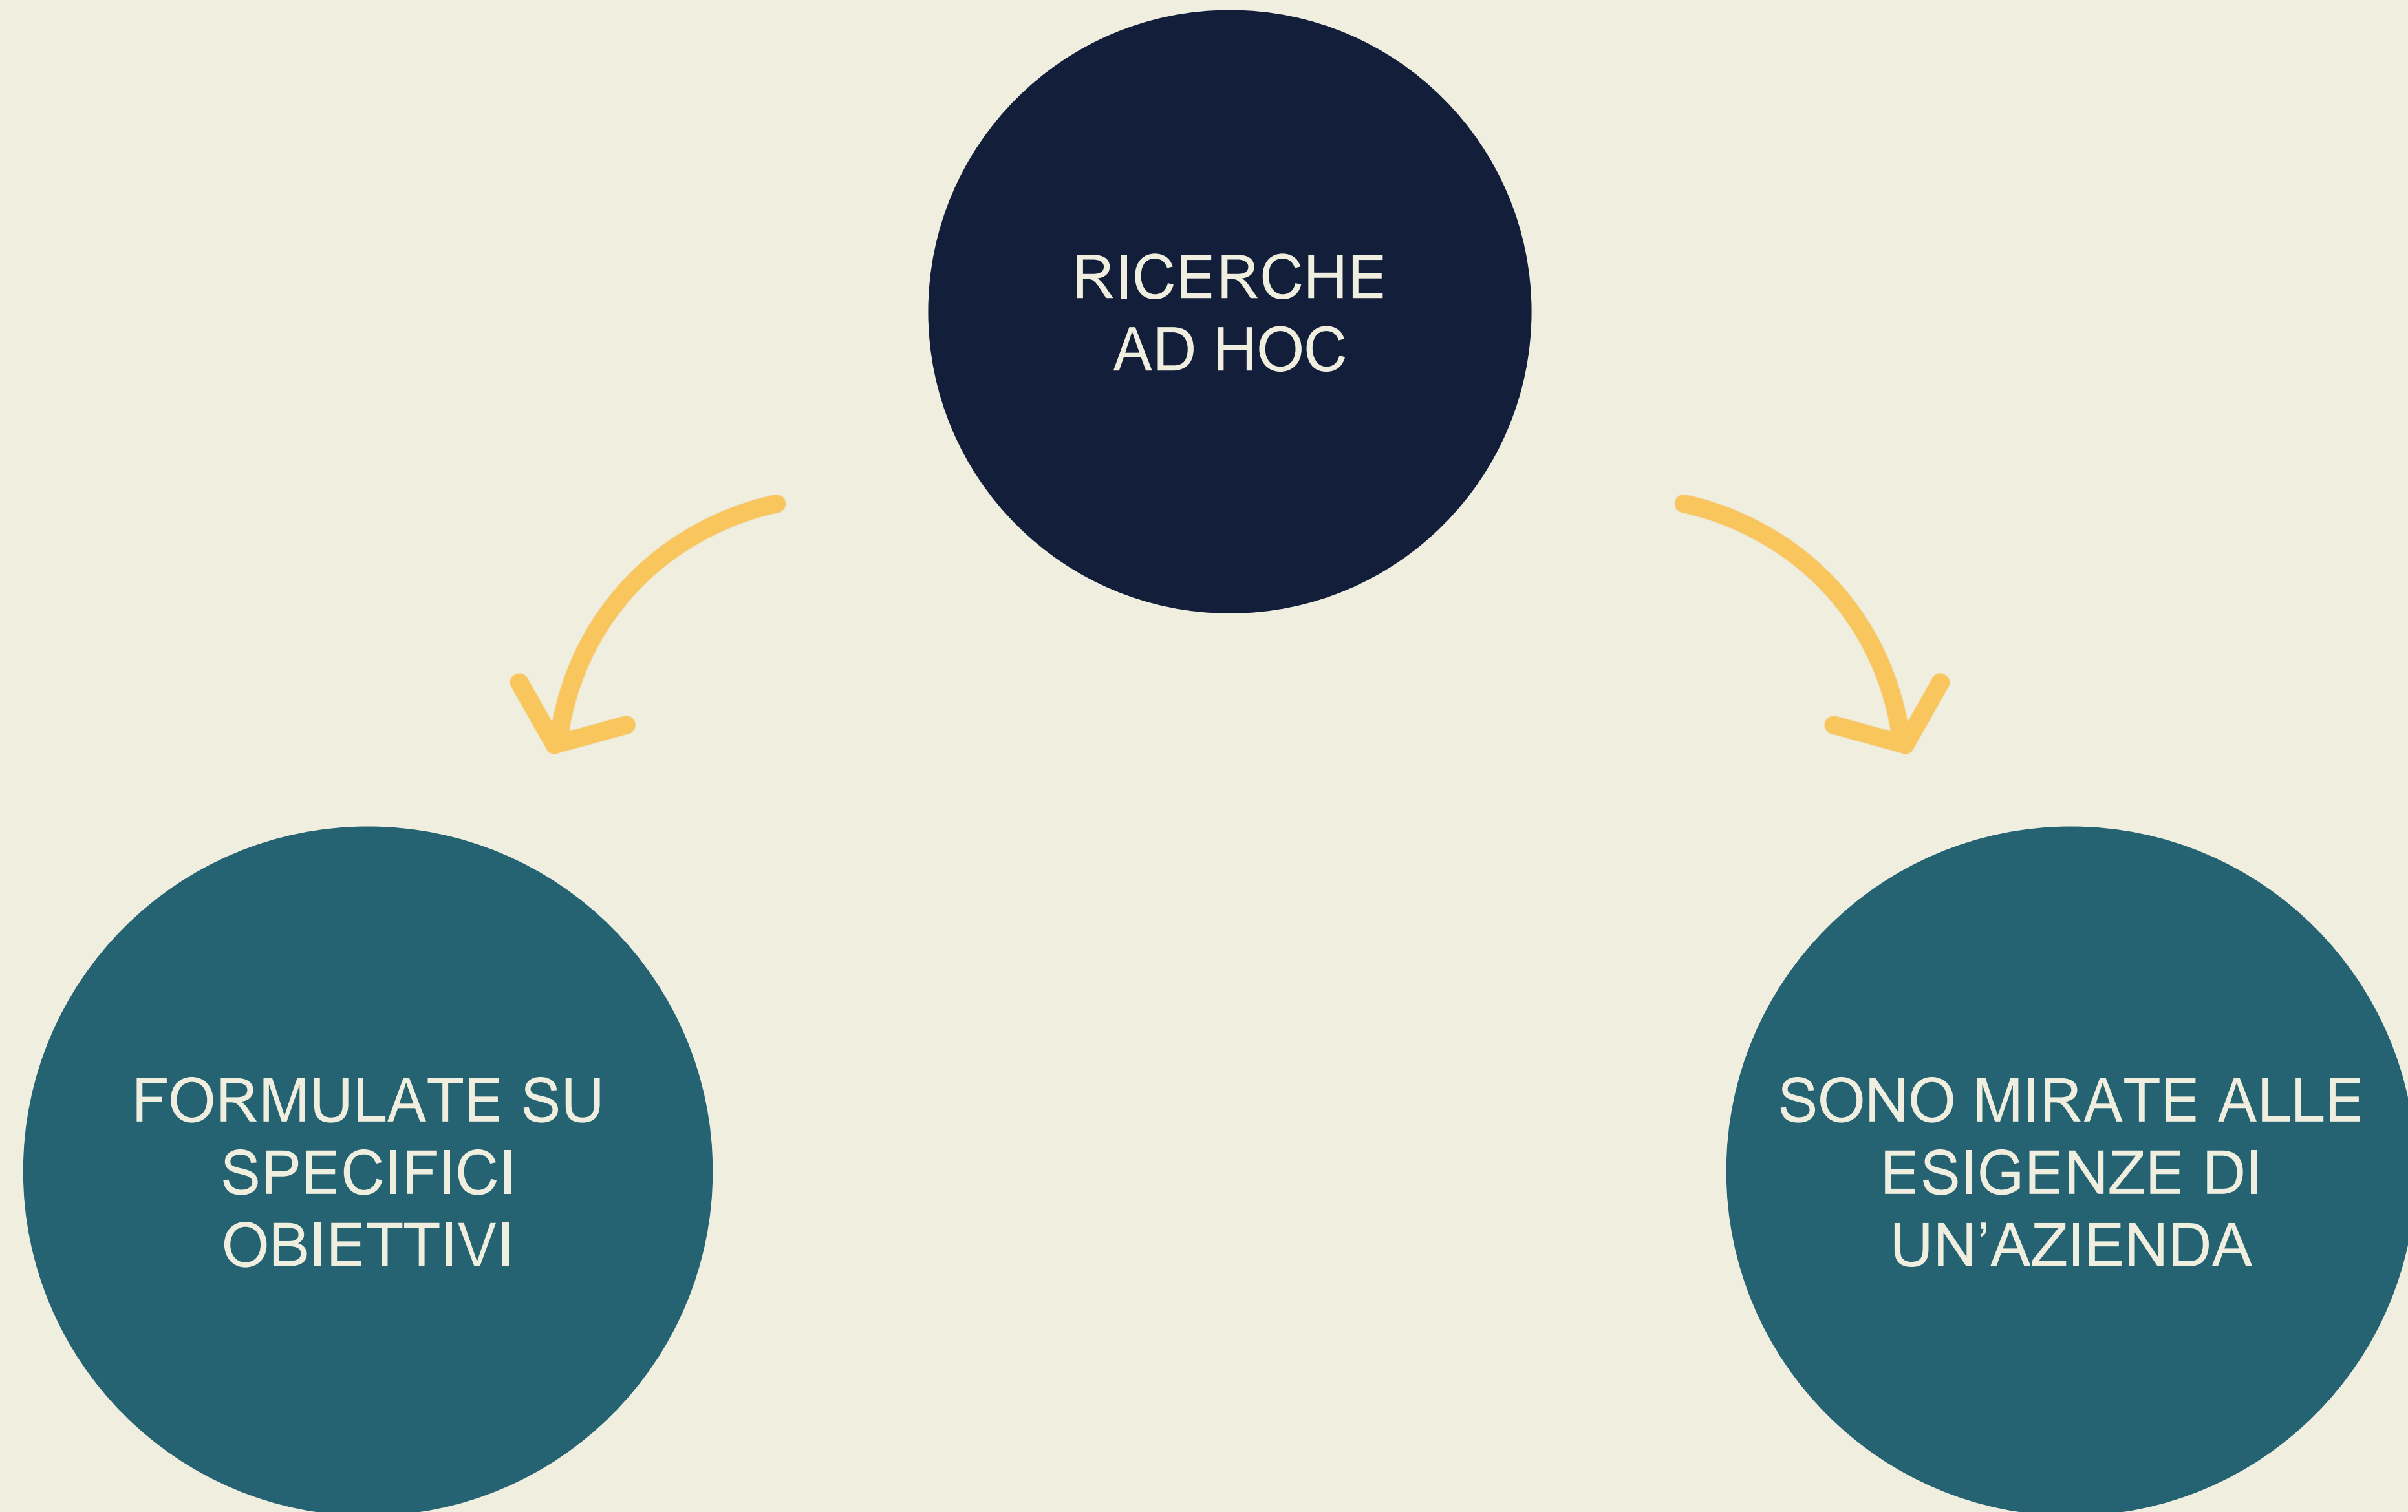 RICERCHE
AD HOC
FORMULATE SU
SPECIFICI
OBIETTIVI
SONO MIRATE ALLE
ESIGENZE DI
UN’AZIENDA